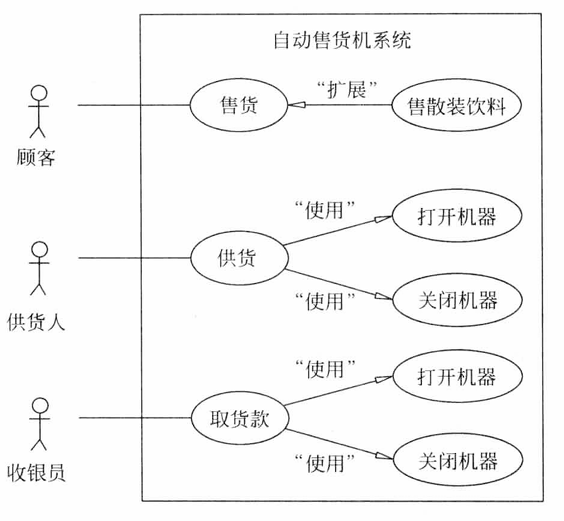 自动售货机系统
售货
“扩展”
售散装饮料
顾客
“使用”
打开机器
供货
“使用”
关闭机器
供货人
“使用”
打开机器
取货款
“使用”
关闭机器
收银员